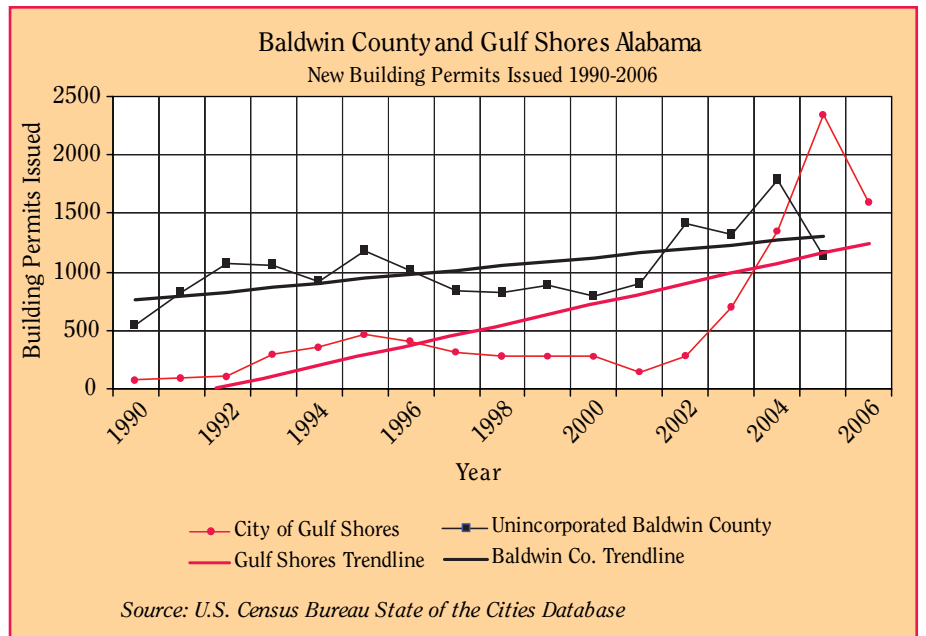 Baldwin County and Gulf Shores Alabama
New Building Permits Issued 1990-2006
Building Permits Issued
2500
2000
1500
1000
500
0
1990 1992 1994 1996 1998 2000 2002 2004 2006
Year
City of Gulf Shores Unincorporated Baldwin County
Gulf Shores Trendline Baldwin Co. Trendline
Source: U.S. Census Bureau State of the Cities Database